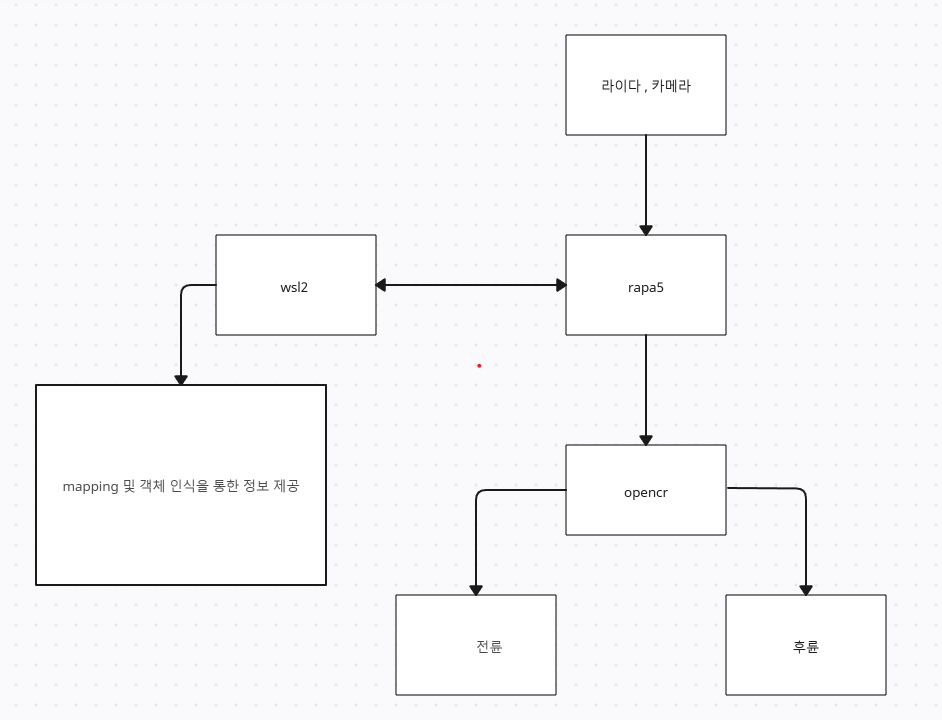 라이다 , 카메라
wsl2
rapa5
mapping 및 객체 인식을 통한 정보 제공
opencr
전륜
후륜